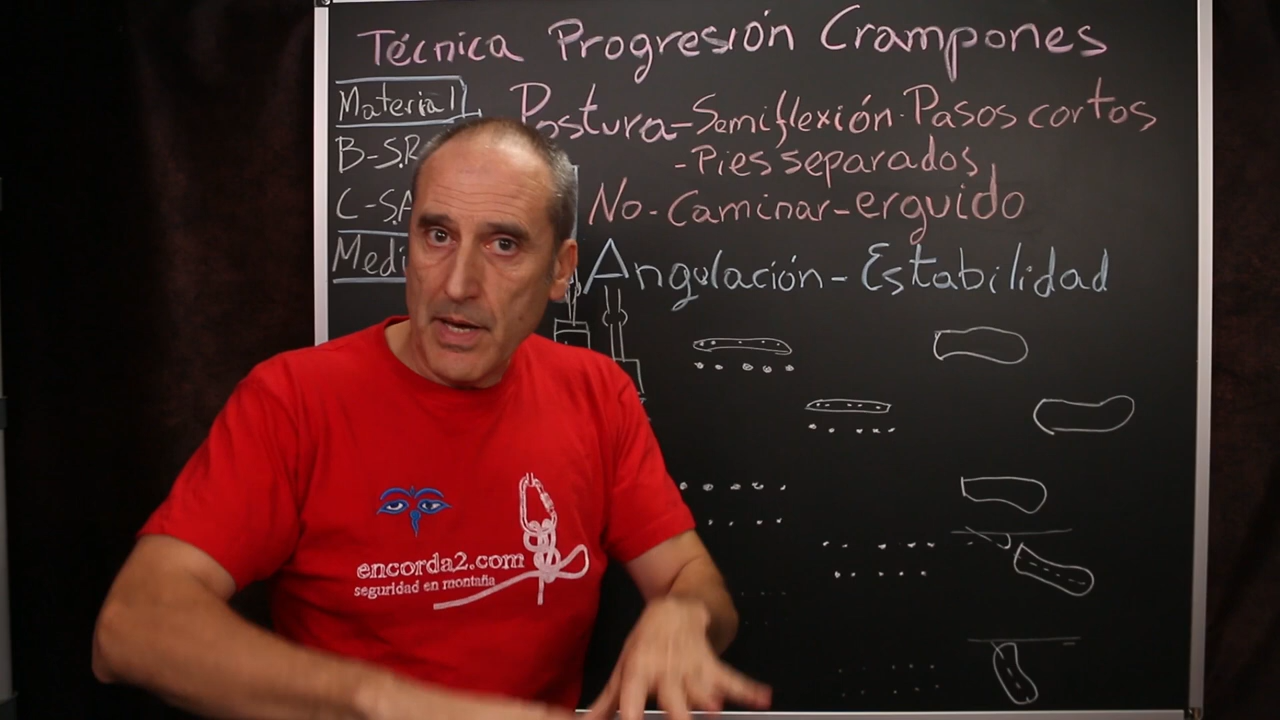 Técnica Progresión Crampones
Material
Postura-Semiflexión·Pasos cortos
B-S.R
-Pies separados
C-S.A
No-Caminar-erguido
Medi
Angulación-Estabilidad
encorda2.com
seguridad en montaña